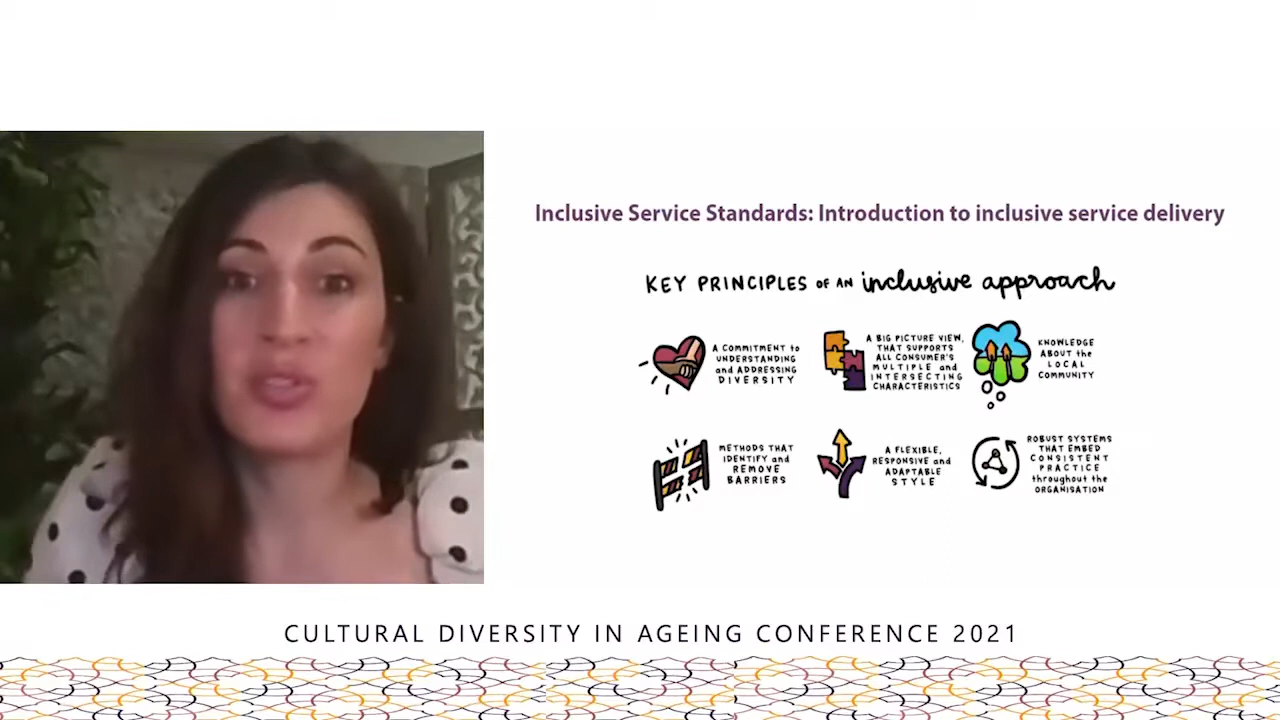 Inclusive Service Standards: Introduction to inclusive service delivery
KEY PRINCIPLES OF AN inclusive approach
A COMMITMENT to
UNDERSTANDING
and ADDRESSING
DIVERSITY
A BIG PICTURE VIEW,
THAT SUPPORTS
ALL CONSUMER'S
MULTIPLE and
INTERSECTING
CHARACTERISTICS
KNOWLEDGE
ABOUT the
LOCAL
COMMUNITY
METHODS THAT
IDENTIFY and
REMOVE
BARRIERS
A FLEXIBLE,
RESPONSIVE and
ADAPTABLE
STYLE
ROBUST SYSTEMS
THAT EMBED
CONSISTENT
PRACTICE
throughout the
ORGANISATION
CULTURAL DIVERSITY IN AGEING CONFERENCE 2021